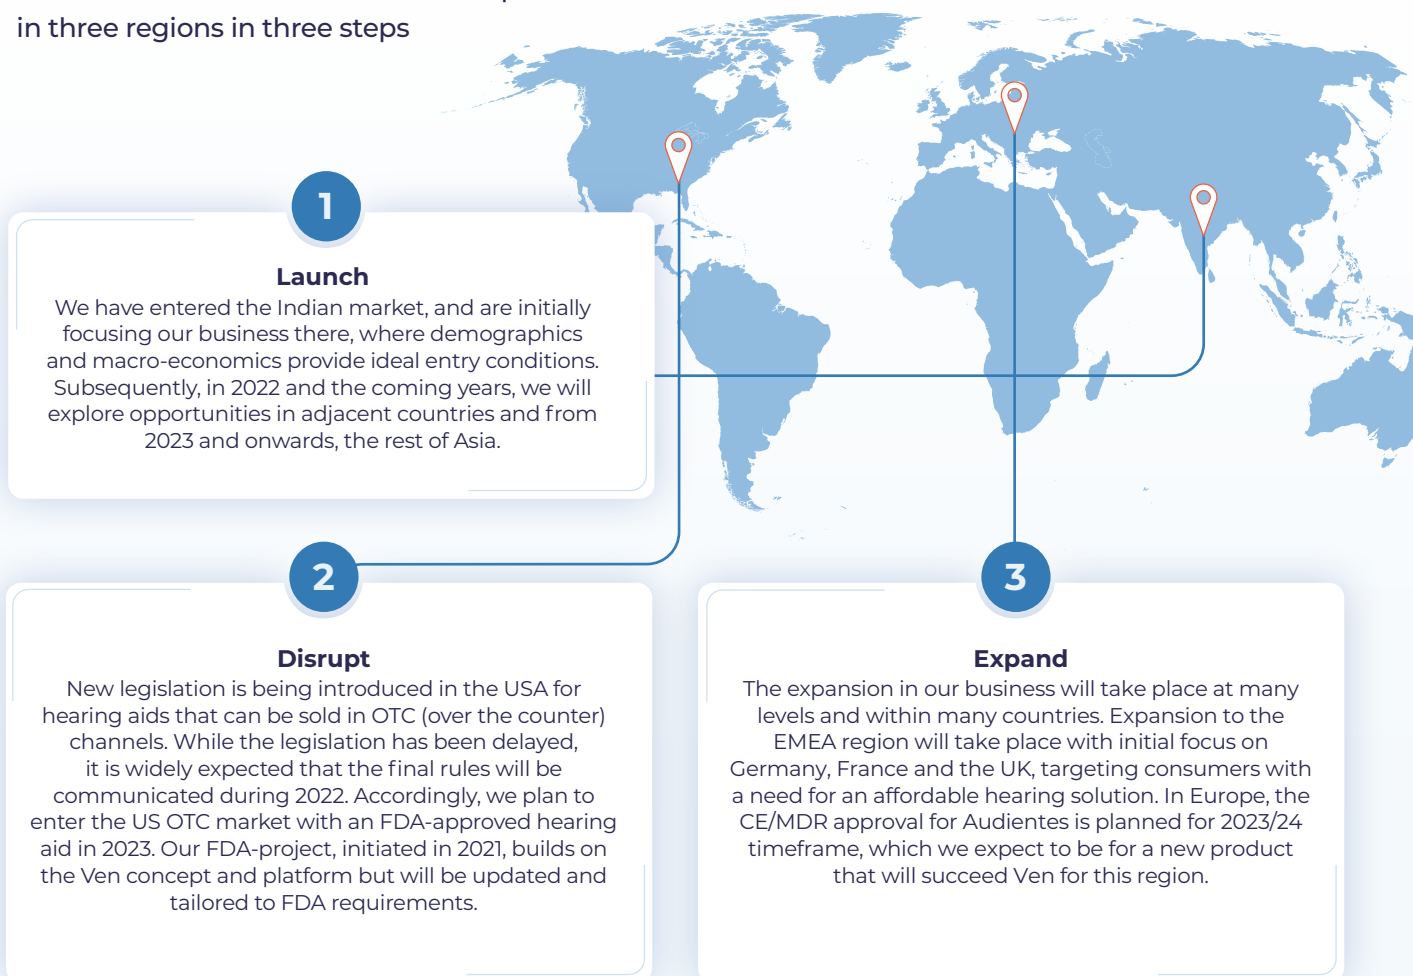 in three regions in three steps
1
Launch
We have entered the Indian market, and are initially
focusing our business there, where demographics
and macro-economics provide ideal entry conditions.
Subsequently, in 2022 and the coming years, we will
explore opportunities in adjacent countries and from
2023 and onwards, the rest of Asia.
2
Disrupt
New legislation is being introduced in the USA for
hearing aids that can be sold in OTC (over the counter)
channels. While the legislation has been delayed,
it is widely expected that the final rules will be
communicated during 2022. Accordingly, we plan to
enter the US OTC market with an FDA-approved hearing
aid in 2023. Our FDA-project, initiated in 2021, builds on
the Ven concept and platform but will be updated and
tailored to FDA requirements.
3
Expand
The expansion in our business will take place at many
levels and within many countries. Expansion to the
EMEA region will take place with initial focus on
Germany, France and the UK, targeting consumers with
a need for an affordable hearing solution. In Europe, the
CE/MDR approval for Audientes is planned for 2023/24
timeframe, which we expect to be for a new product
that will succeed Ven for this region.